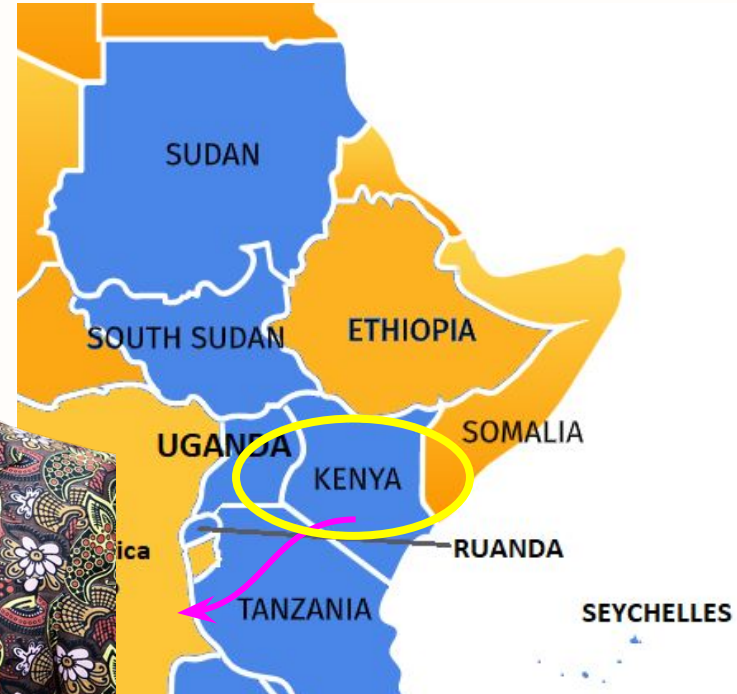 SUDAN
SOUTH SUDAN
ETHIOPIA
UGANDA
SOMALIA
KENYA
ica
RUANDA
TANZANIA
SEYCHELLES